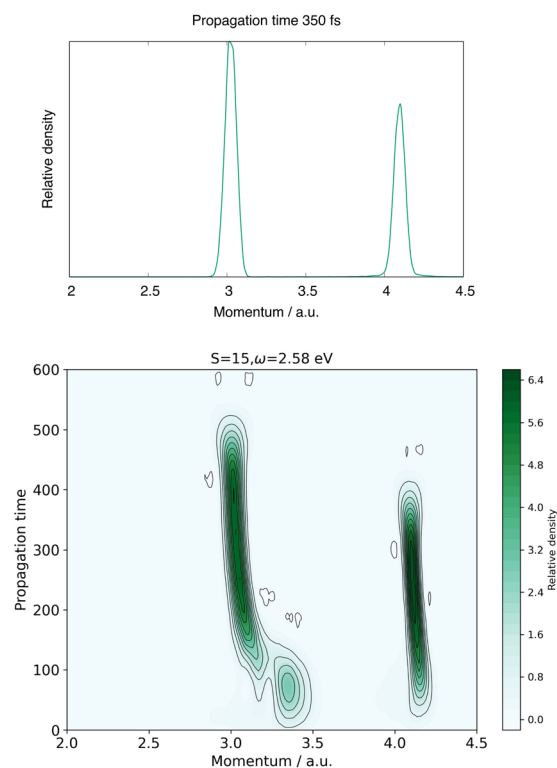 Propagation time 350 fs
Relative density
2 2.5 3 3.5 4 4.5
Momentum / a.u.
S=15,ω=2.58 eV
600
500
400
300
200
100
0
Propagation time
2.0 2.5 3.0 3.5 4.0 4.5
Momentum / a.u.
6.4
5.6
4.8
4.0
3.2
2.4
1.6
0.8
0.0
Relative density